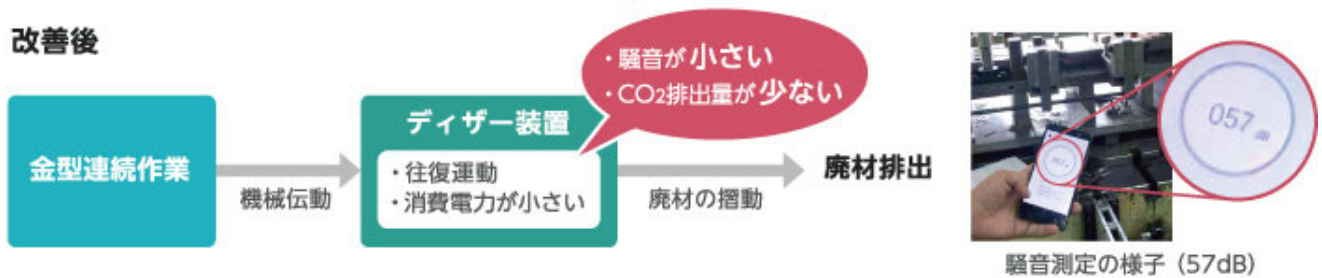 改善後
・騒音が小さい
・CO2排出量が少ない
金型連続作業
機械伝動
ディザー装置
・往復運動
・消費電力が小さい
廃材の摺動
廃材排出
057 dB
騒音測定の様子（57dB）